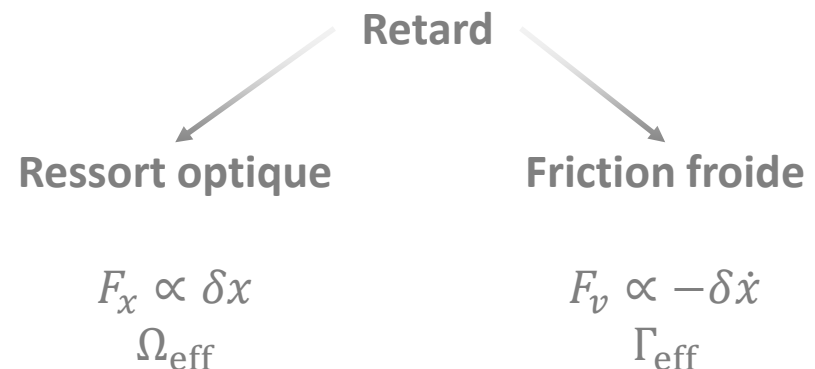 Retard
Ressort optique
Friction froide
F_x ∝ δx
F_v ∝ −δẋ
Ω_eff
Γ_eff